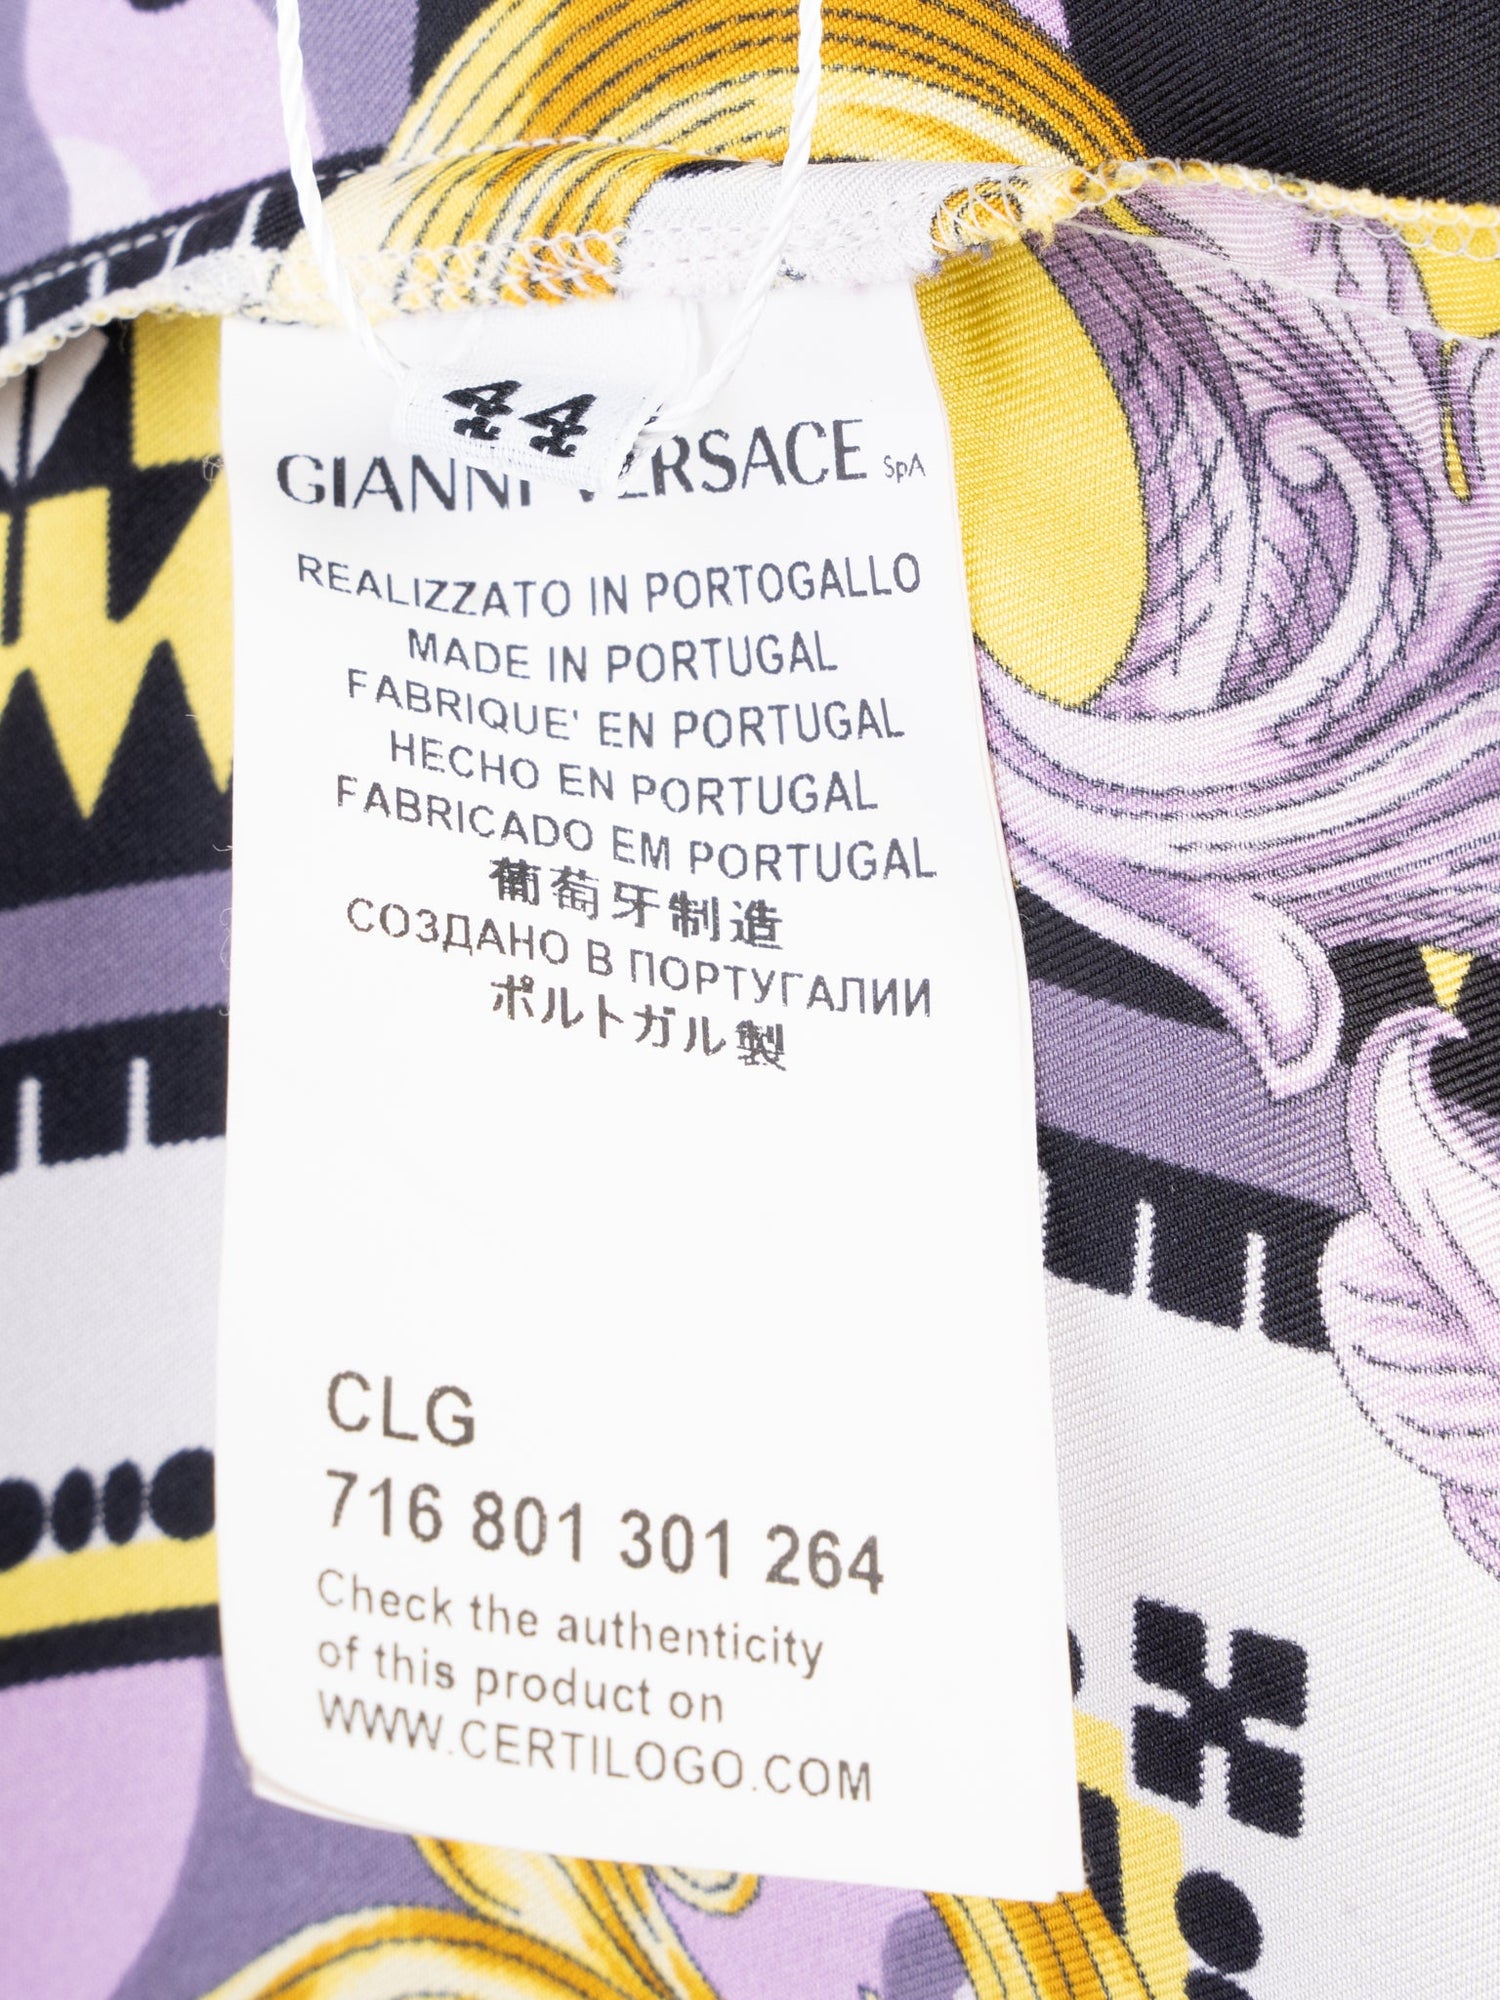 44
GIANNI VERSACE SpA
REALIZZATO IN PORTOGALLO
MADE IN PORTUGAL
FABRIQUE' EN PORTUGAL
HECHO EN PORTUGAL
FABRICADO EM PORTUGAL
葡萄牙制造
СОЗДАНО В ПОРТУГАЛИИ
ポルトガル製
CLG
716 801 301 264
Check the authenticity
of this product on
WWW.CERTILOGO.COM